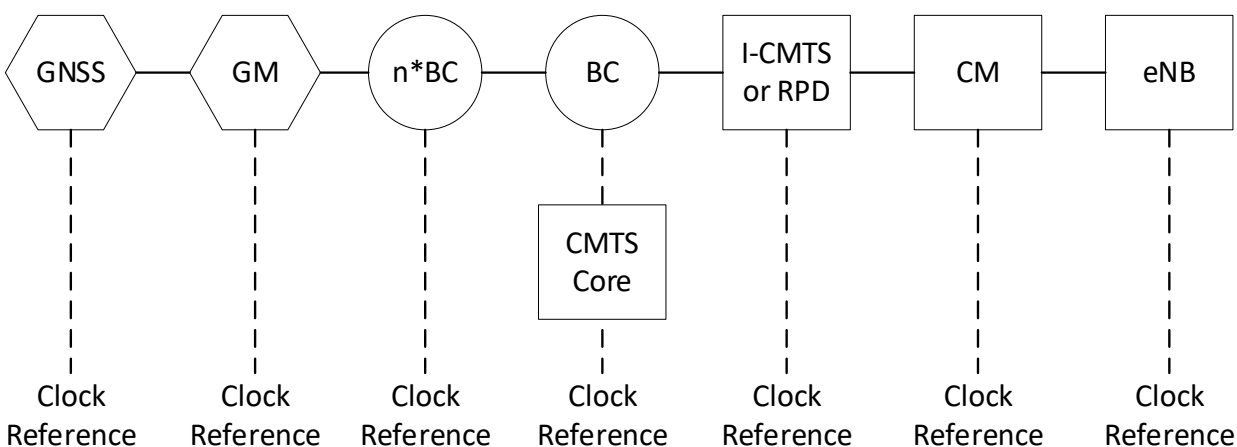 GNSS
GM
n*BC
BC
I-CMTS
or RPD
CM
eNB
CMTS
Core
Clock
Reference
Clock
Reference
Clock
Reference
Clock
Reference
Clock
Reference
Clock
Reference
Clock
Reference